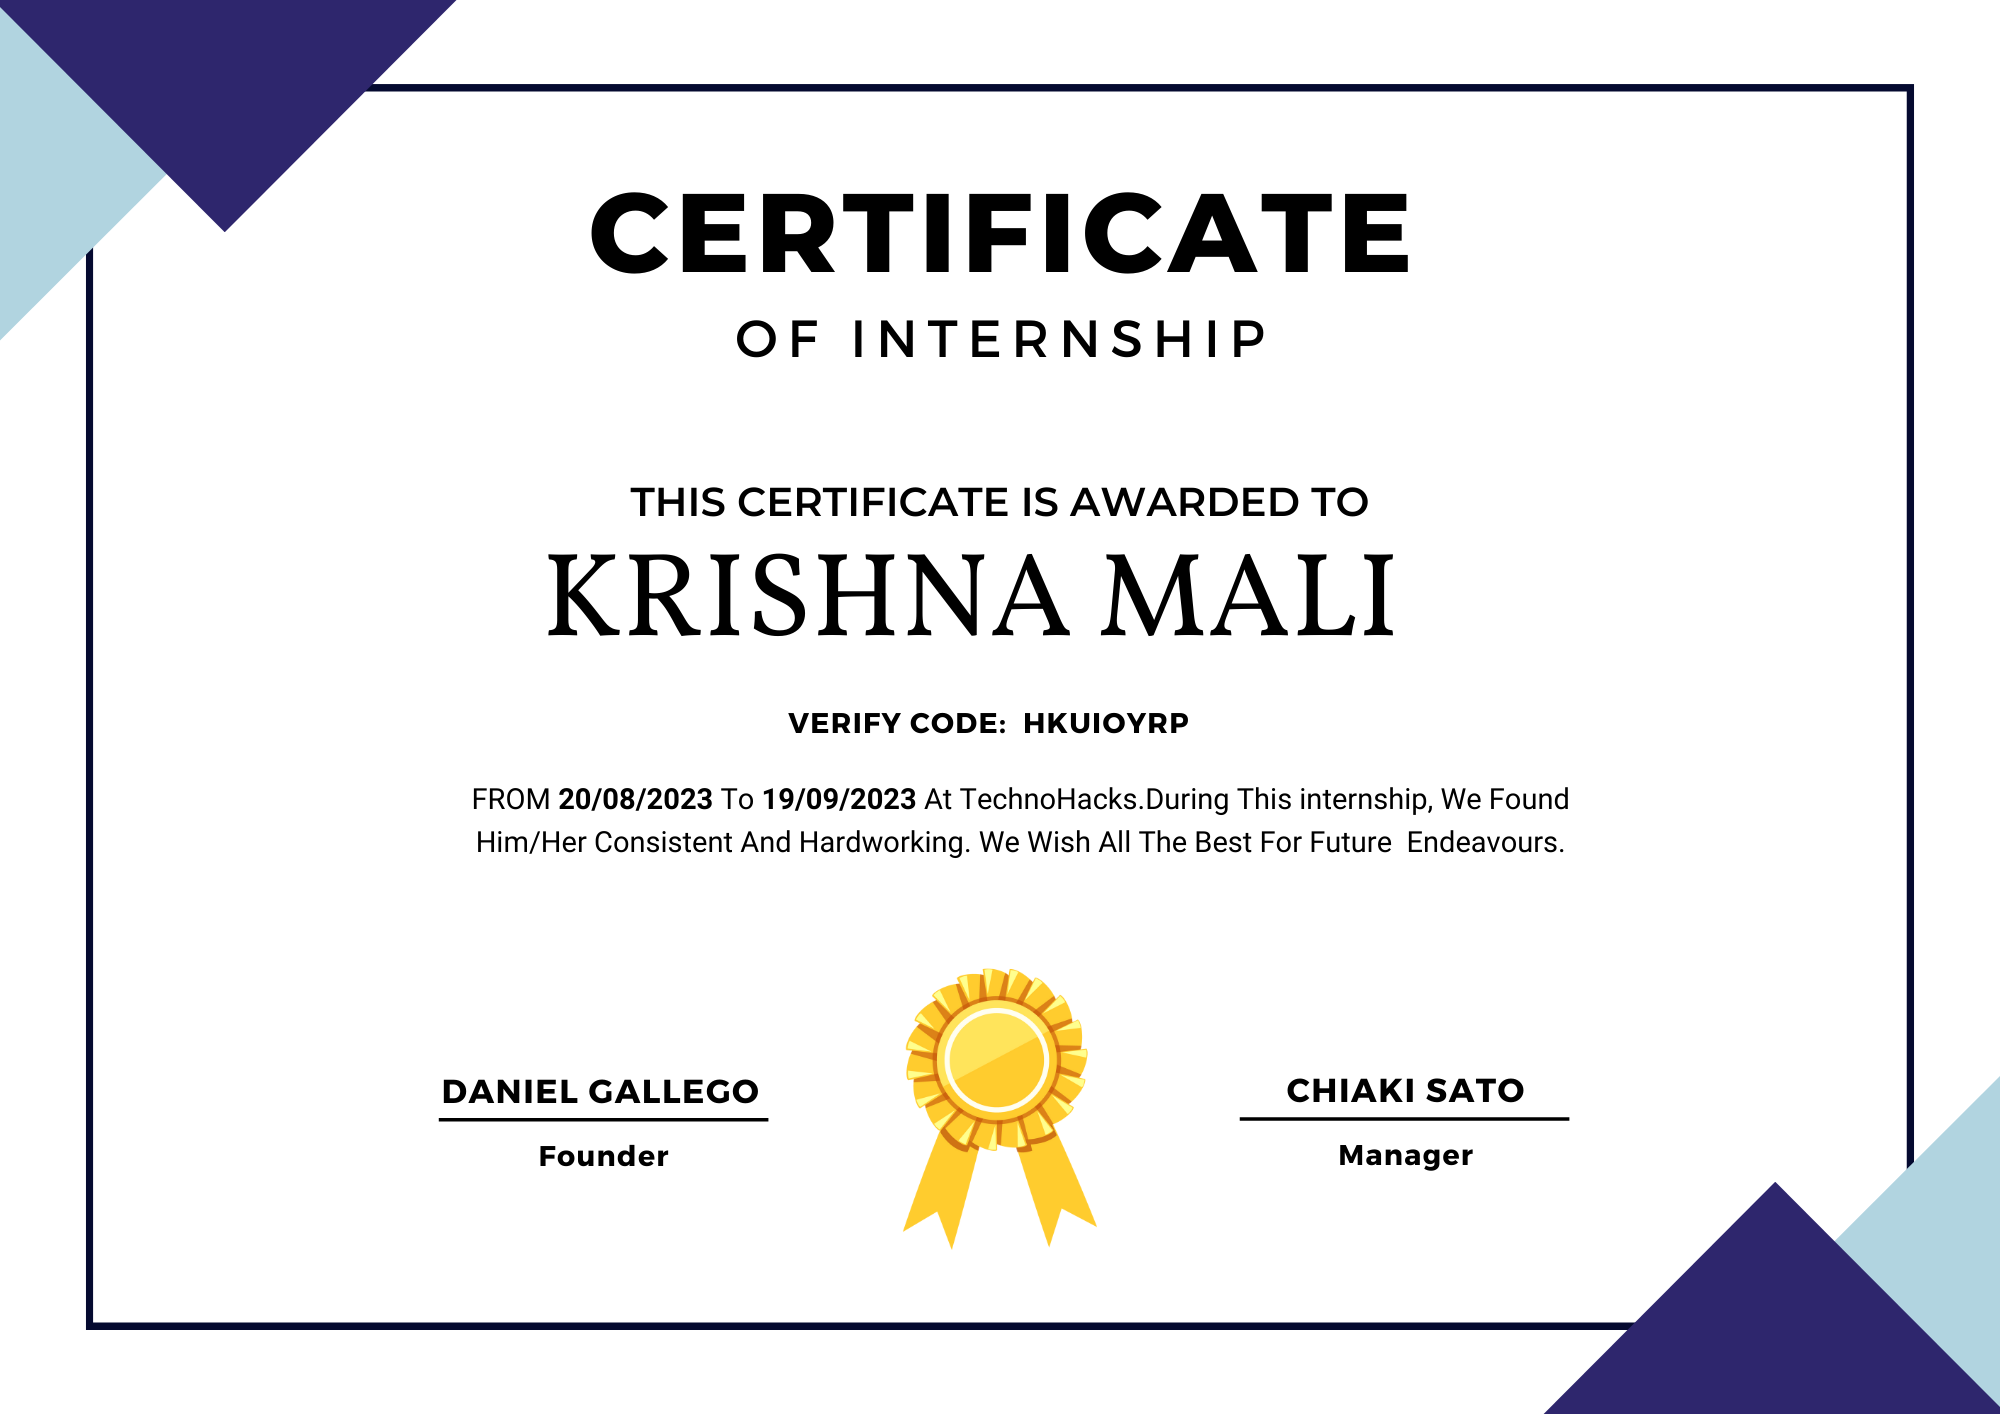 CERTIFICATE
OF INTERNSHIP
THIS CERTIFICATE IS AWARDED TO
KRISHNA MALI
VERIFY CODE:  HKUIOYRP
FROM 20/08/2023 To 19/09/2023 At TechnoHacks.During This internship, We Found
Him/Her Consistent And Hardworking. We Wish All The Best For Future  Endeavours.
DANIEL GALLEGO
Founder
CHIAKI SATO
Manager